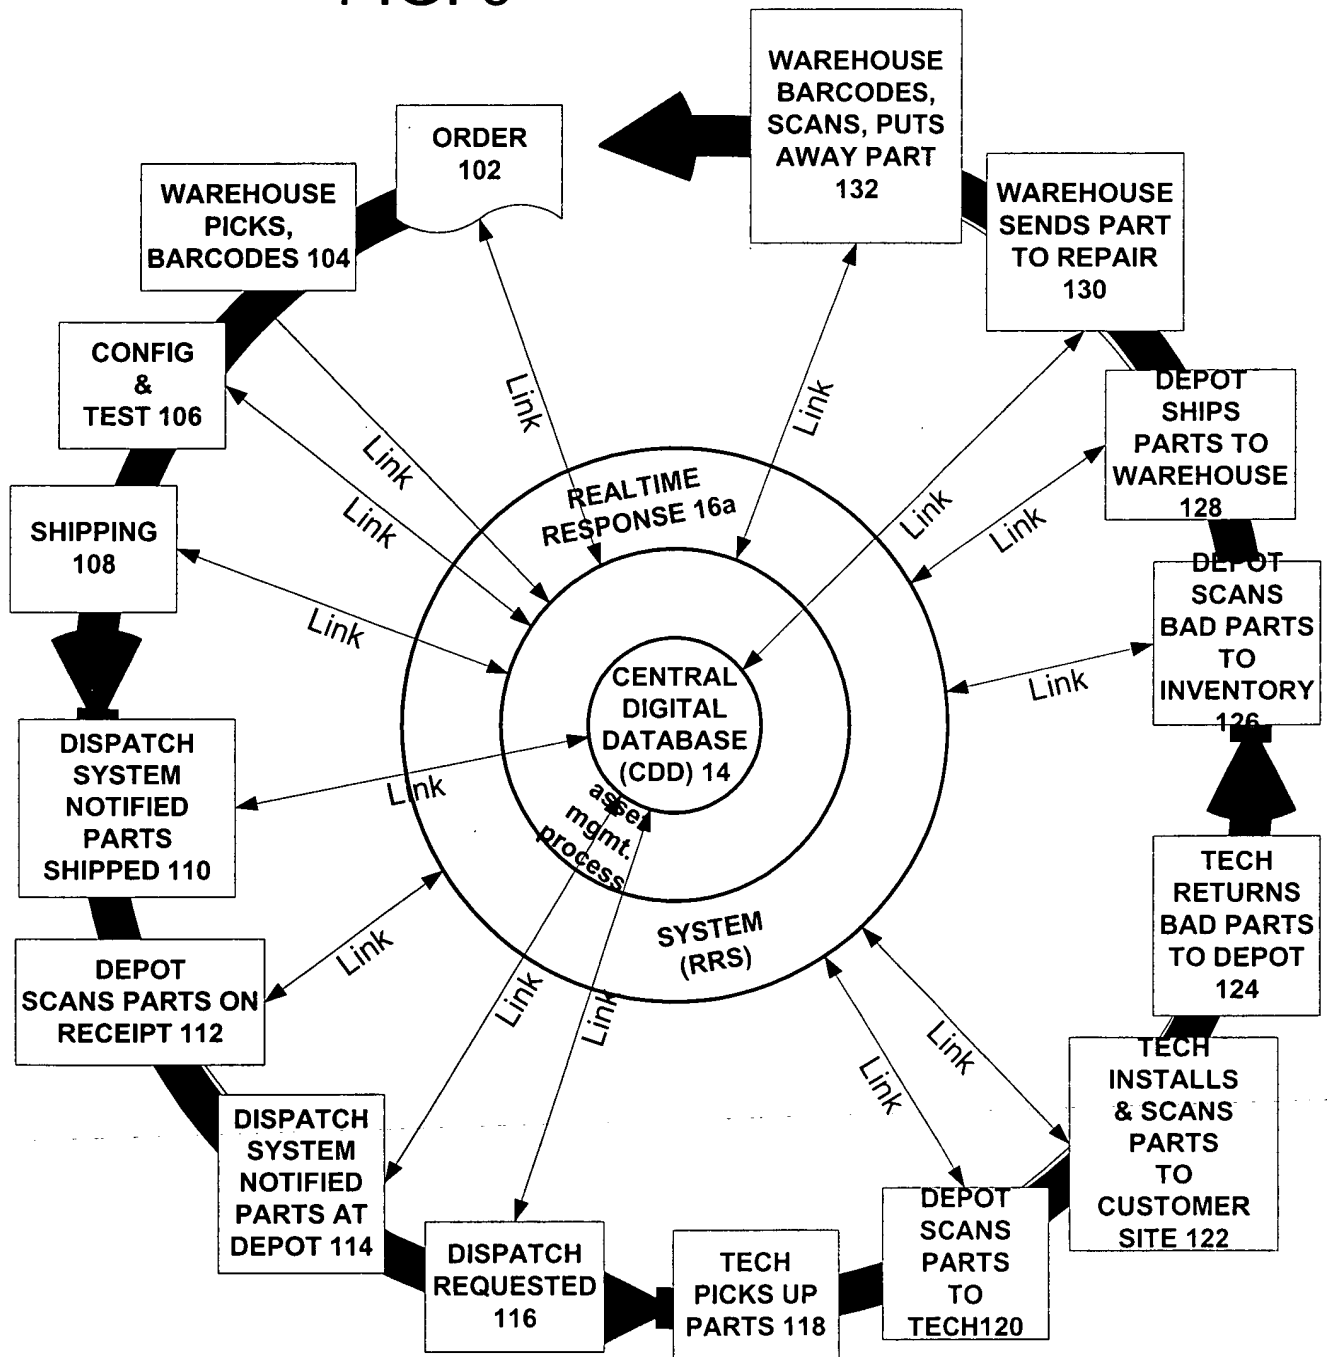 ORDER
102
WAREHOUSE
PICKS,
BARCODES 104
CONFIG
&
TEST 106
SHIPPING
108
DISPATCH
SYSTEM
NOTIFIED
PARTS
SHIPPED 110
DEPOT
SCANS PARTS ON
RECEIPT 112
DISPATCH
SYSTEM
NOTIFIED
PARTS AT
DEPOT 114
DISPATCH
REQUESTED
116
TECH
PICKS UP
PARTS 118
DEPOT
SCANS
PARTS
TO
TECH120
TECH
INSTALLS
& SCANS
PARTS
TO
CUSTOMER
SITE 122
TECH
RETURNS
BAD PARTS
TO DEPOT
124
DEPOT
SCANS
BAD PARTS
TO
INVENTORY
126
DEPOT
SHIPS
PARTS TO
WAREHOUSE
128
WAREHOUSE
SENDS PART
TO REPAIR
130
WAREHOUSE
BARCODES,
SCANS, PUTS
AWAY PART
132
Link
Link
Link
Link
Link
Link
Link
Link
Link
Link
Link
Link
Link
Link
REALTIME
RESPONSE 16a
CENTRAL
DIGITAL
DATABASE
(CDD) 14
mgmt.
process
SYSTEM
(RRS)